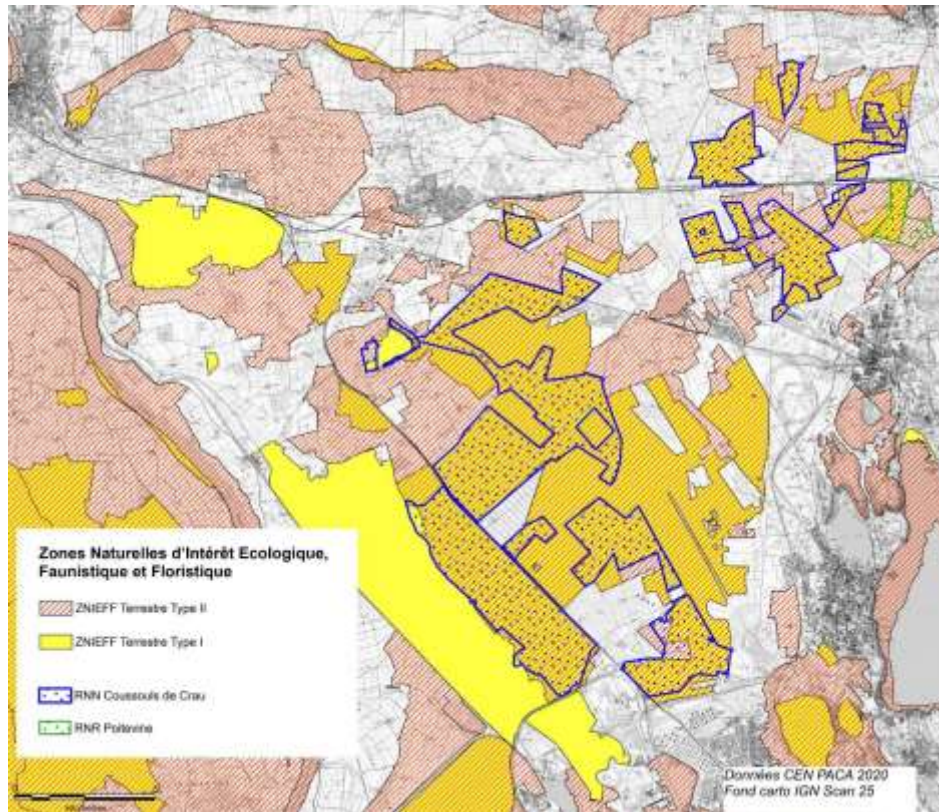 Zones Naturelles d'Intérêt Ecologique,
Faunistique et Floristique
ZNIEFF Terrestre Type II
ZNIEFF Terrestre Type I
RNN Coussouls de Crau
RNR Poitevine
Données CEN PACA 2020
Fond carto IGN Scan 25